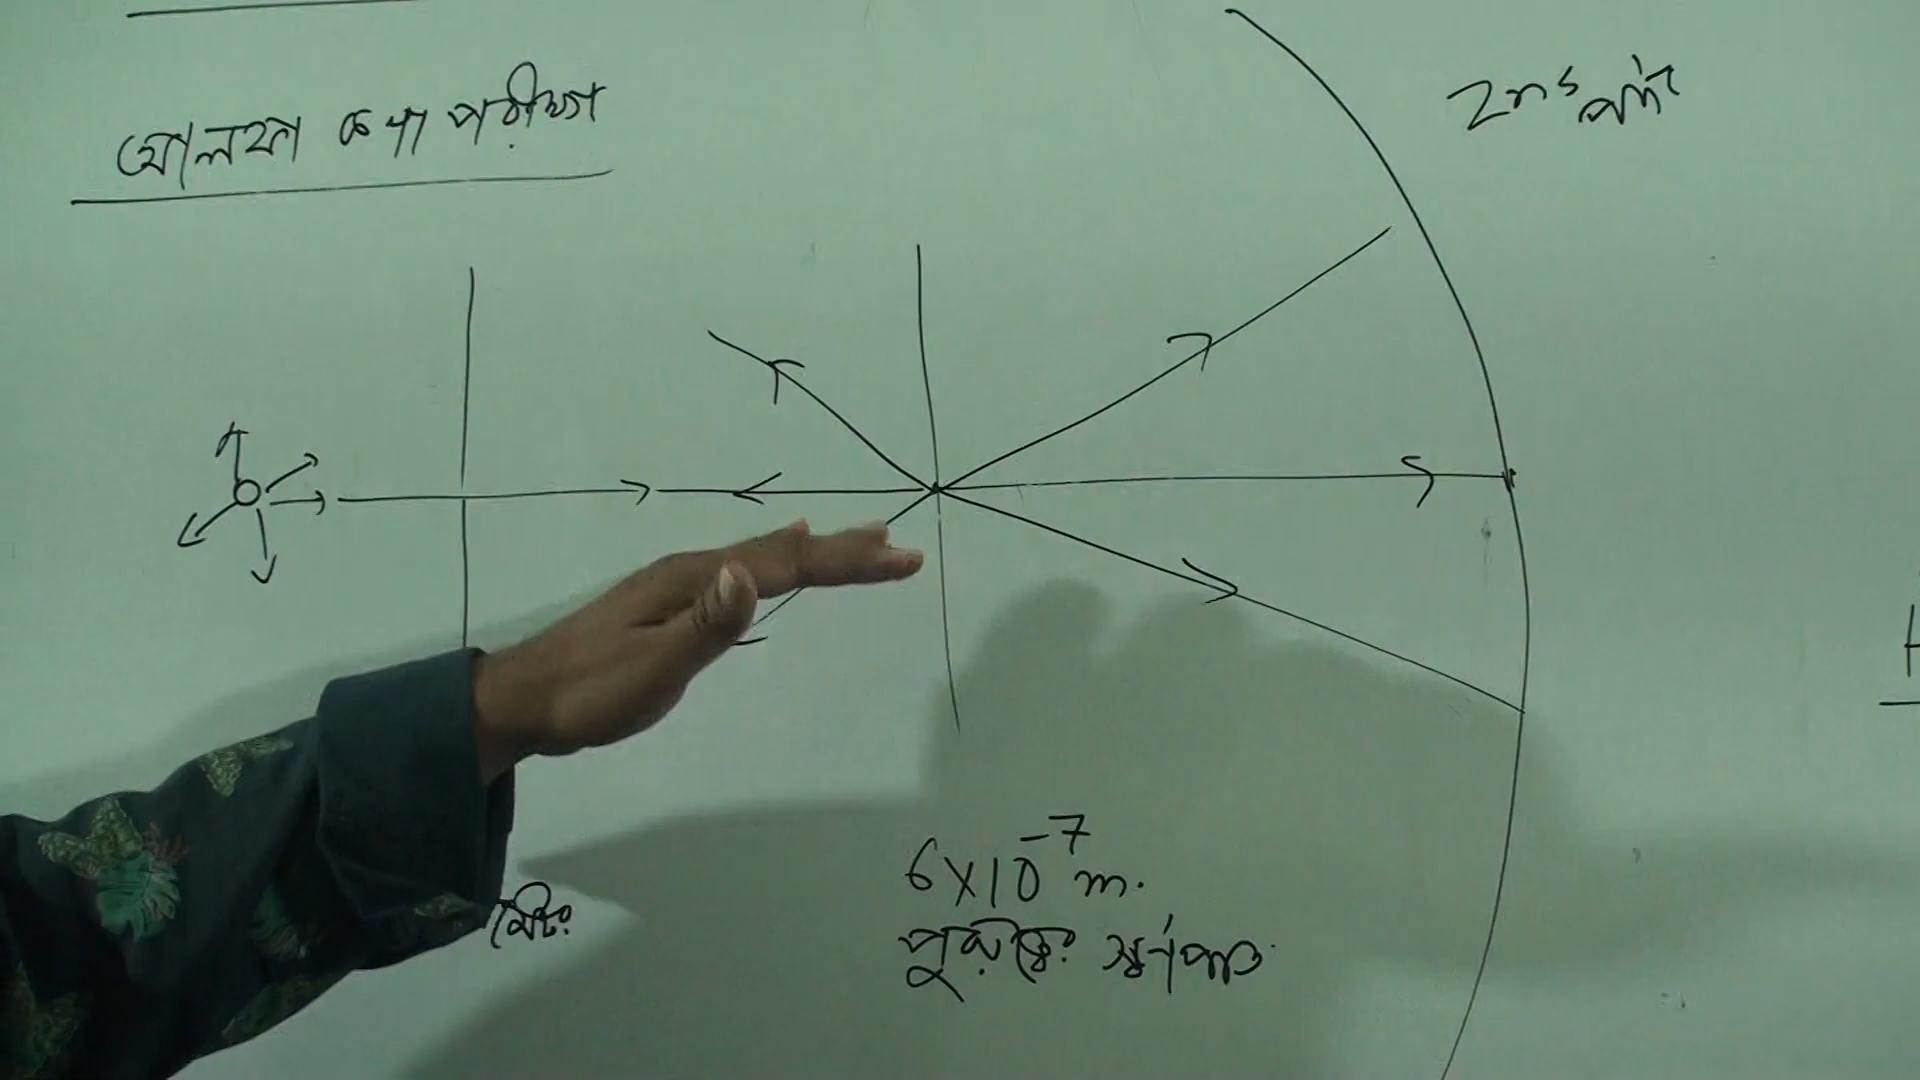 আলফা কণা পরীক্ষা
ZnS পর্দা
6×10⁻⁷ m.
পুরুত্বের স্বর্ণপাত